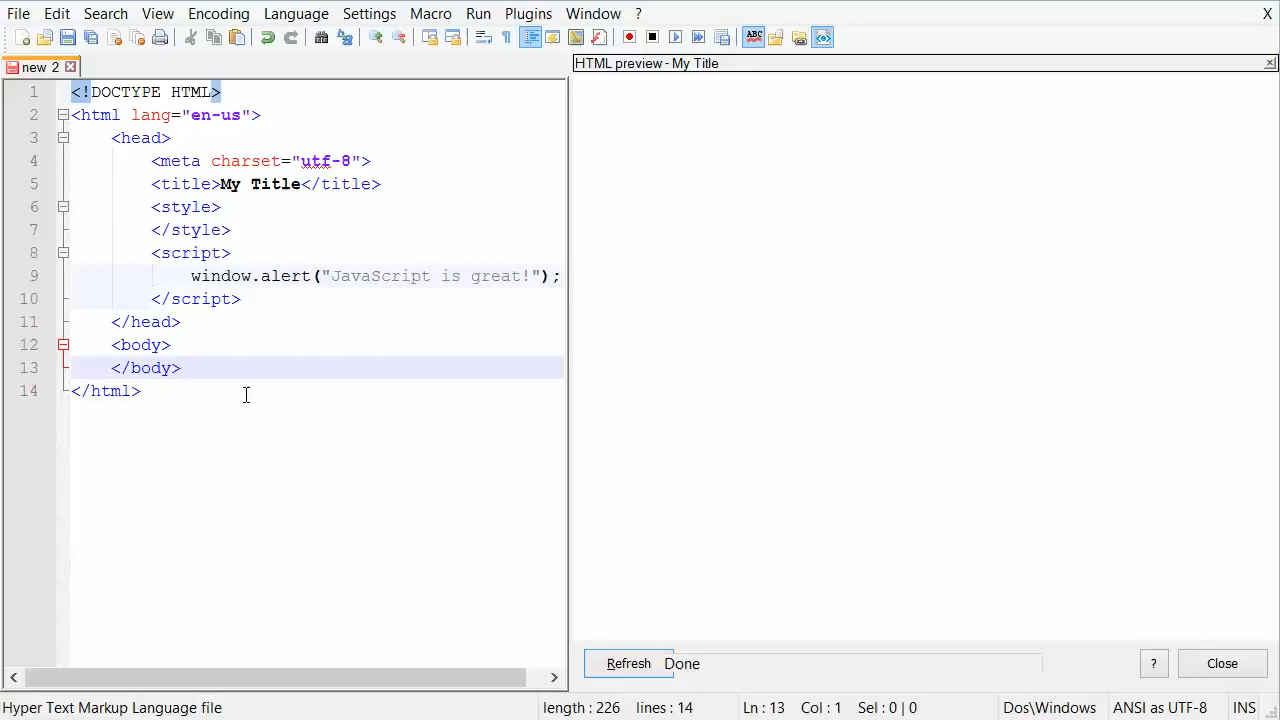 File Edit Search View Encoding Language Settings Macro Run Plugins Window ? X
ABC
new 2
HTML preview - My Title
1 <!DOCTYPE HTML>
2 <html lang="en-us">
3 <head>
4 <meta charset="utf-8">
5 <title>My Title</title>
6 <style>
7 </style>
8 <script>
9 window.alert("JavaScript is great!");
10 </script>
11 </head>
12 <body>
13 </body>
14 </html>
Refresh Done ? Close
Hyper Text Markup Language file length : 226 lines : 14 Ln : 13 Col : 1 Sel : 0 | 0 Dos\Windows ANSI as UTF-8 INS